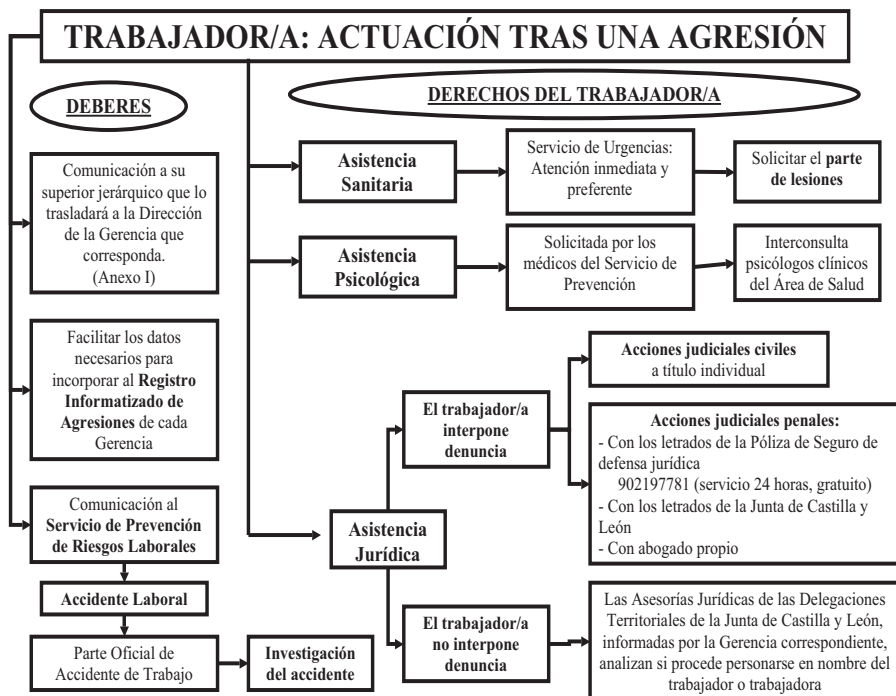 TRABAJADOR/A: ACTUACIÓN TRAS UNA AGRESIÓN
DEBERES
Comunicación a su
superior jerárquico que lo
trasladará a la Dirección
de la Gerencia que
corresponda.
(Anexo I)
Facilitar los datos
necesarios para
incorporar al Registro
Informatizado de
Agresiones de cada
Gerencia
Comunicación al
Servicio de Prevención
de Riesgos Laborales
Accidente Laboral
Parte Oficial de
Accidente de Trabajo
Investigación
del accidente
DERECHOS DEL TRABAJADOR/A
Asistencia
Sanitaria
Servicio de Urgencias:
Atención inmediata y
preferente
Solicitar el parte
de lesiones
Asistencia
Psicológica
Solicitada por los
médicos del Servicio de
Prevención
Interconsulta
psicólogos clínicos
del Área de Salud
Asistencia
Jurídica
El trabajador/a
interpone
denuncia
Acciones judiciales civiles
a título individual
Acciones judiciales penales:
- Con los letrados de la Póliza de Seguro de
defensa jurídica
902197781 (servicio 24 horas, gratuito)
- Con los letrados de la Junta de Castilla y
León
- Con abogado propio
El trabajador/a
no interpone
denuncia
Las Asesorías Jurídicas de las Delegaciones
Territoriales de la Junta de Castilla y León,
informadas por la Gerencia correspondiente,
analizan si procede personarse en nombre del
trabajador o trabajadora